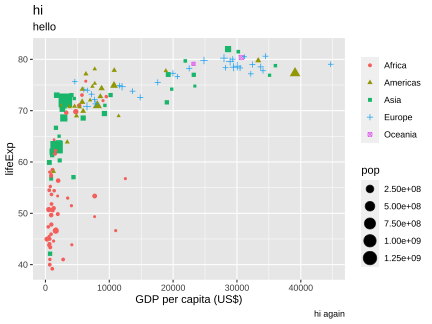 hi
hello
lifeExp
80
70
60
50
40
0
10000
20000
30000
40000
GDP per capita (US$)
hi again
Africa
Americas
Asia
Europe
Oceania
pop
2.50e+08
5.00e+08
7.50e+08
1.00e+09
1.25e+09